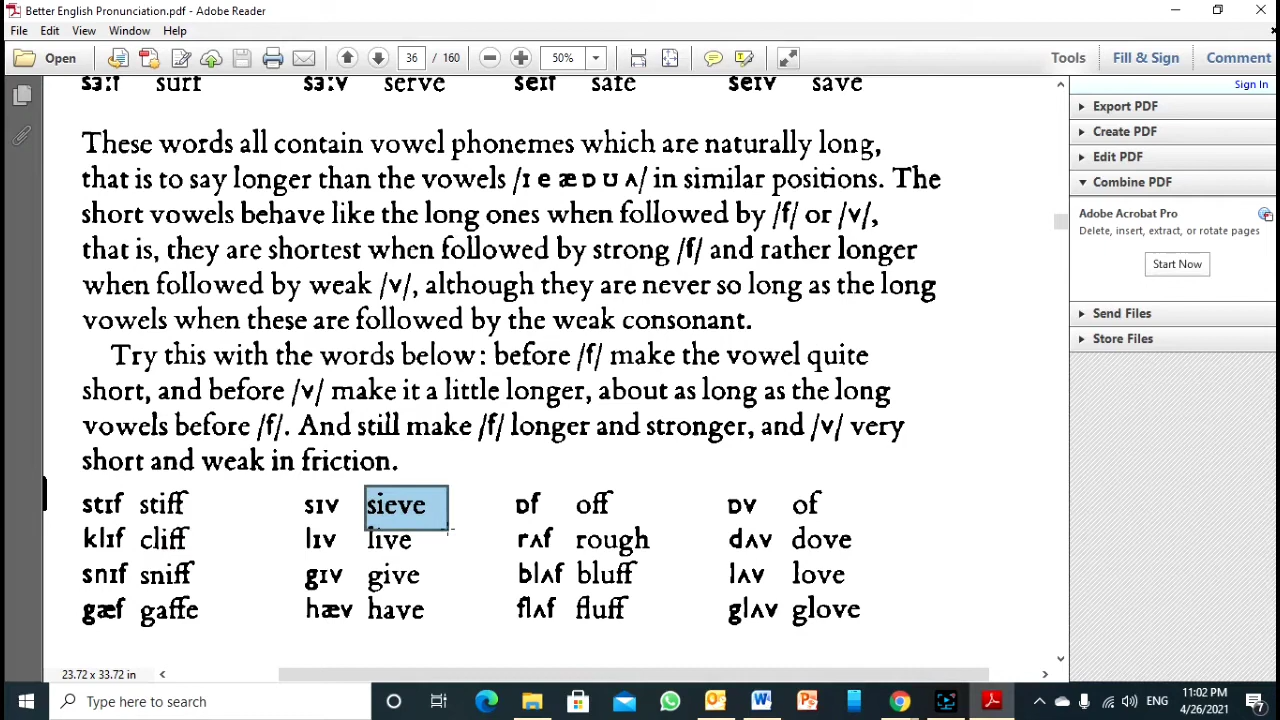 Better English Pronunciation.pdf - Adobe Reader
File Edit View Window Help
Open 36 / 160 50% Tools Fill & Sign Comment
Sign In
sɜːf surf sɜːv serve seɪf safe seɪv save
These words all contain vowel phonemes which are naturally long,
that is to say longer than the vowels /ɪ e æ ɒ ʊ ʌ/ in similar positions. The
short vowels behave like the long ones when followed by /f/ or /v/,
that is, they are shortest when followed by strong /f/ and rather longer
when followed by weak /v/, although they are never so long as the long
vowels when these are followed by the weak consonant.
Try this with the words below: before /f/ make the vowel quite
short, and before /v/ make it a little longer, about as long as the long
vowels before /f/. And still make /f/ longer and stronger, and /v/ very
short and weak in friction.
stɪf stiff sɪv sieve ɒf off ɒv of
klɪf cliff lɪv live rʌf rough dʌv dove
snɪf sniff gɪv give blʌf bluff lʌv love
gæf gaffe hæv have flʌf fluff glʌv glove
Export PDF
Create PDF
Edit PDF
Combine PDF
Adobe Acrobat Pro
Delete, insert, extract, or rotate pages
Start Now
Send Files
Store Files
23.72 x 33.72 in
Type here to search
ENG
11:02 PM
4/26/2021